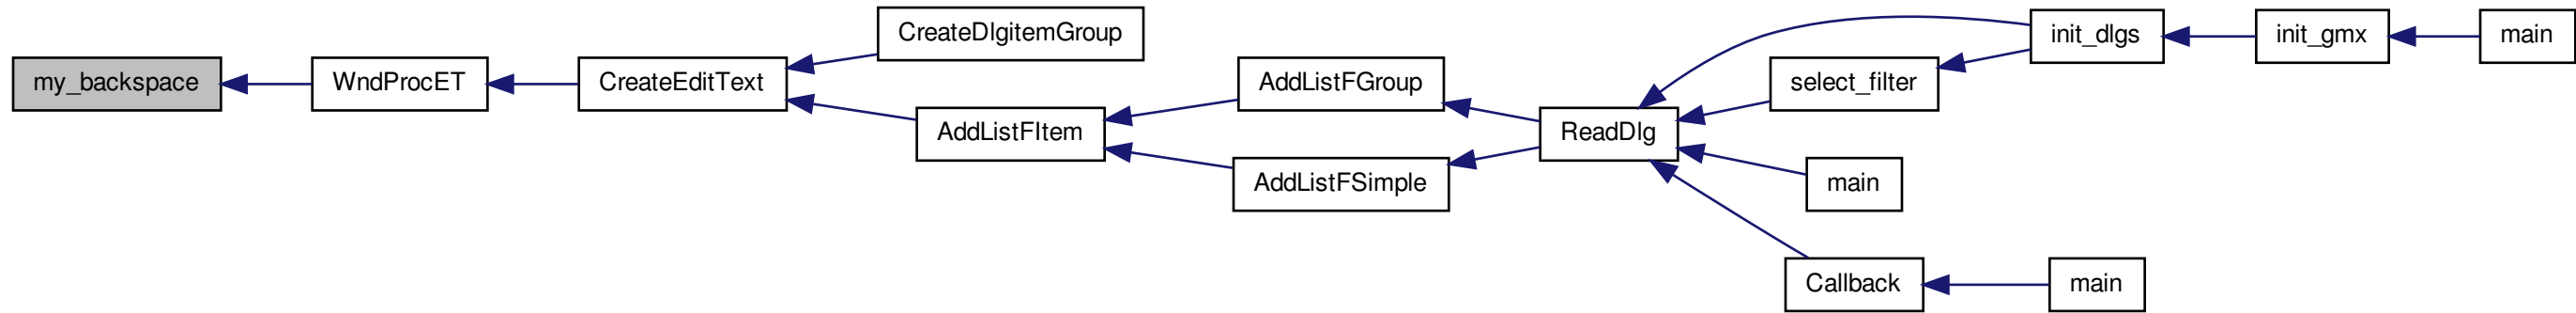 my_backspace
WndProcET
CreateEditText
CreateDlgitemGroup
AddListFItem
AddListFGroup
AddListFSimple
ReadDlg
init_dlgs
select_filter
main
Callback
main
init_gmx
main